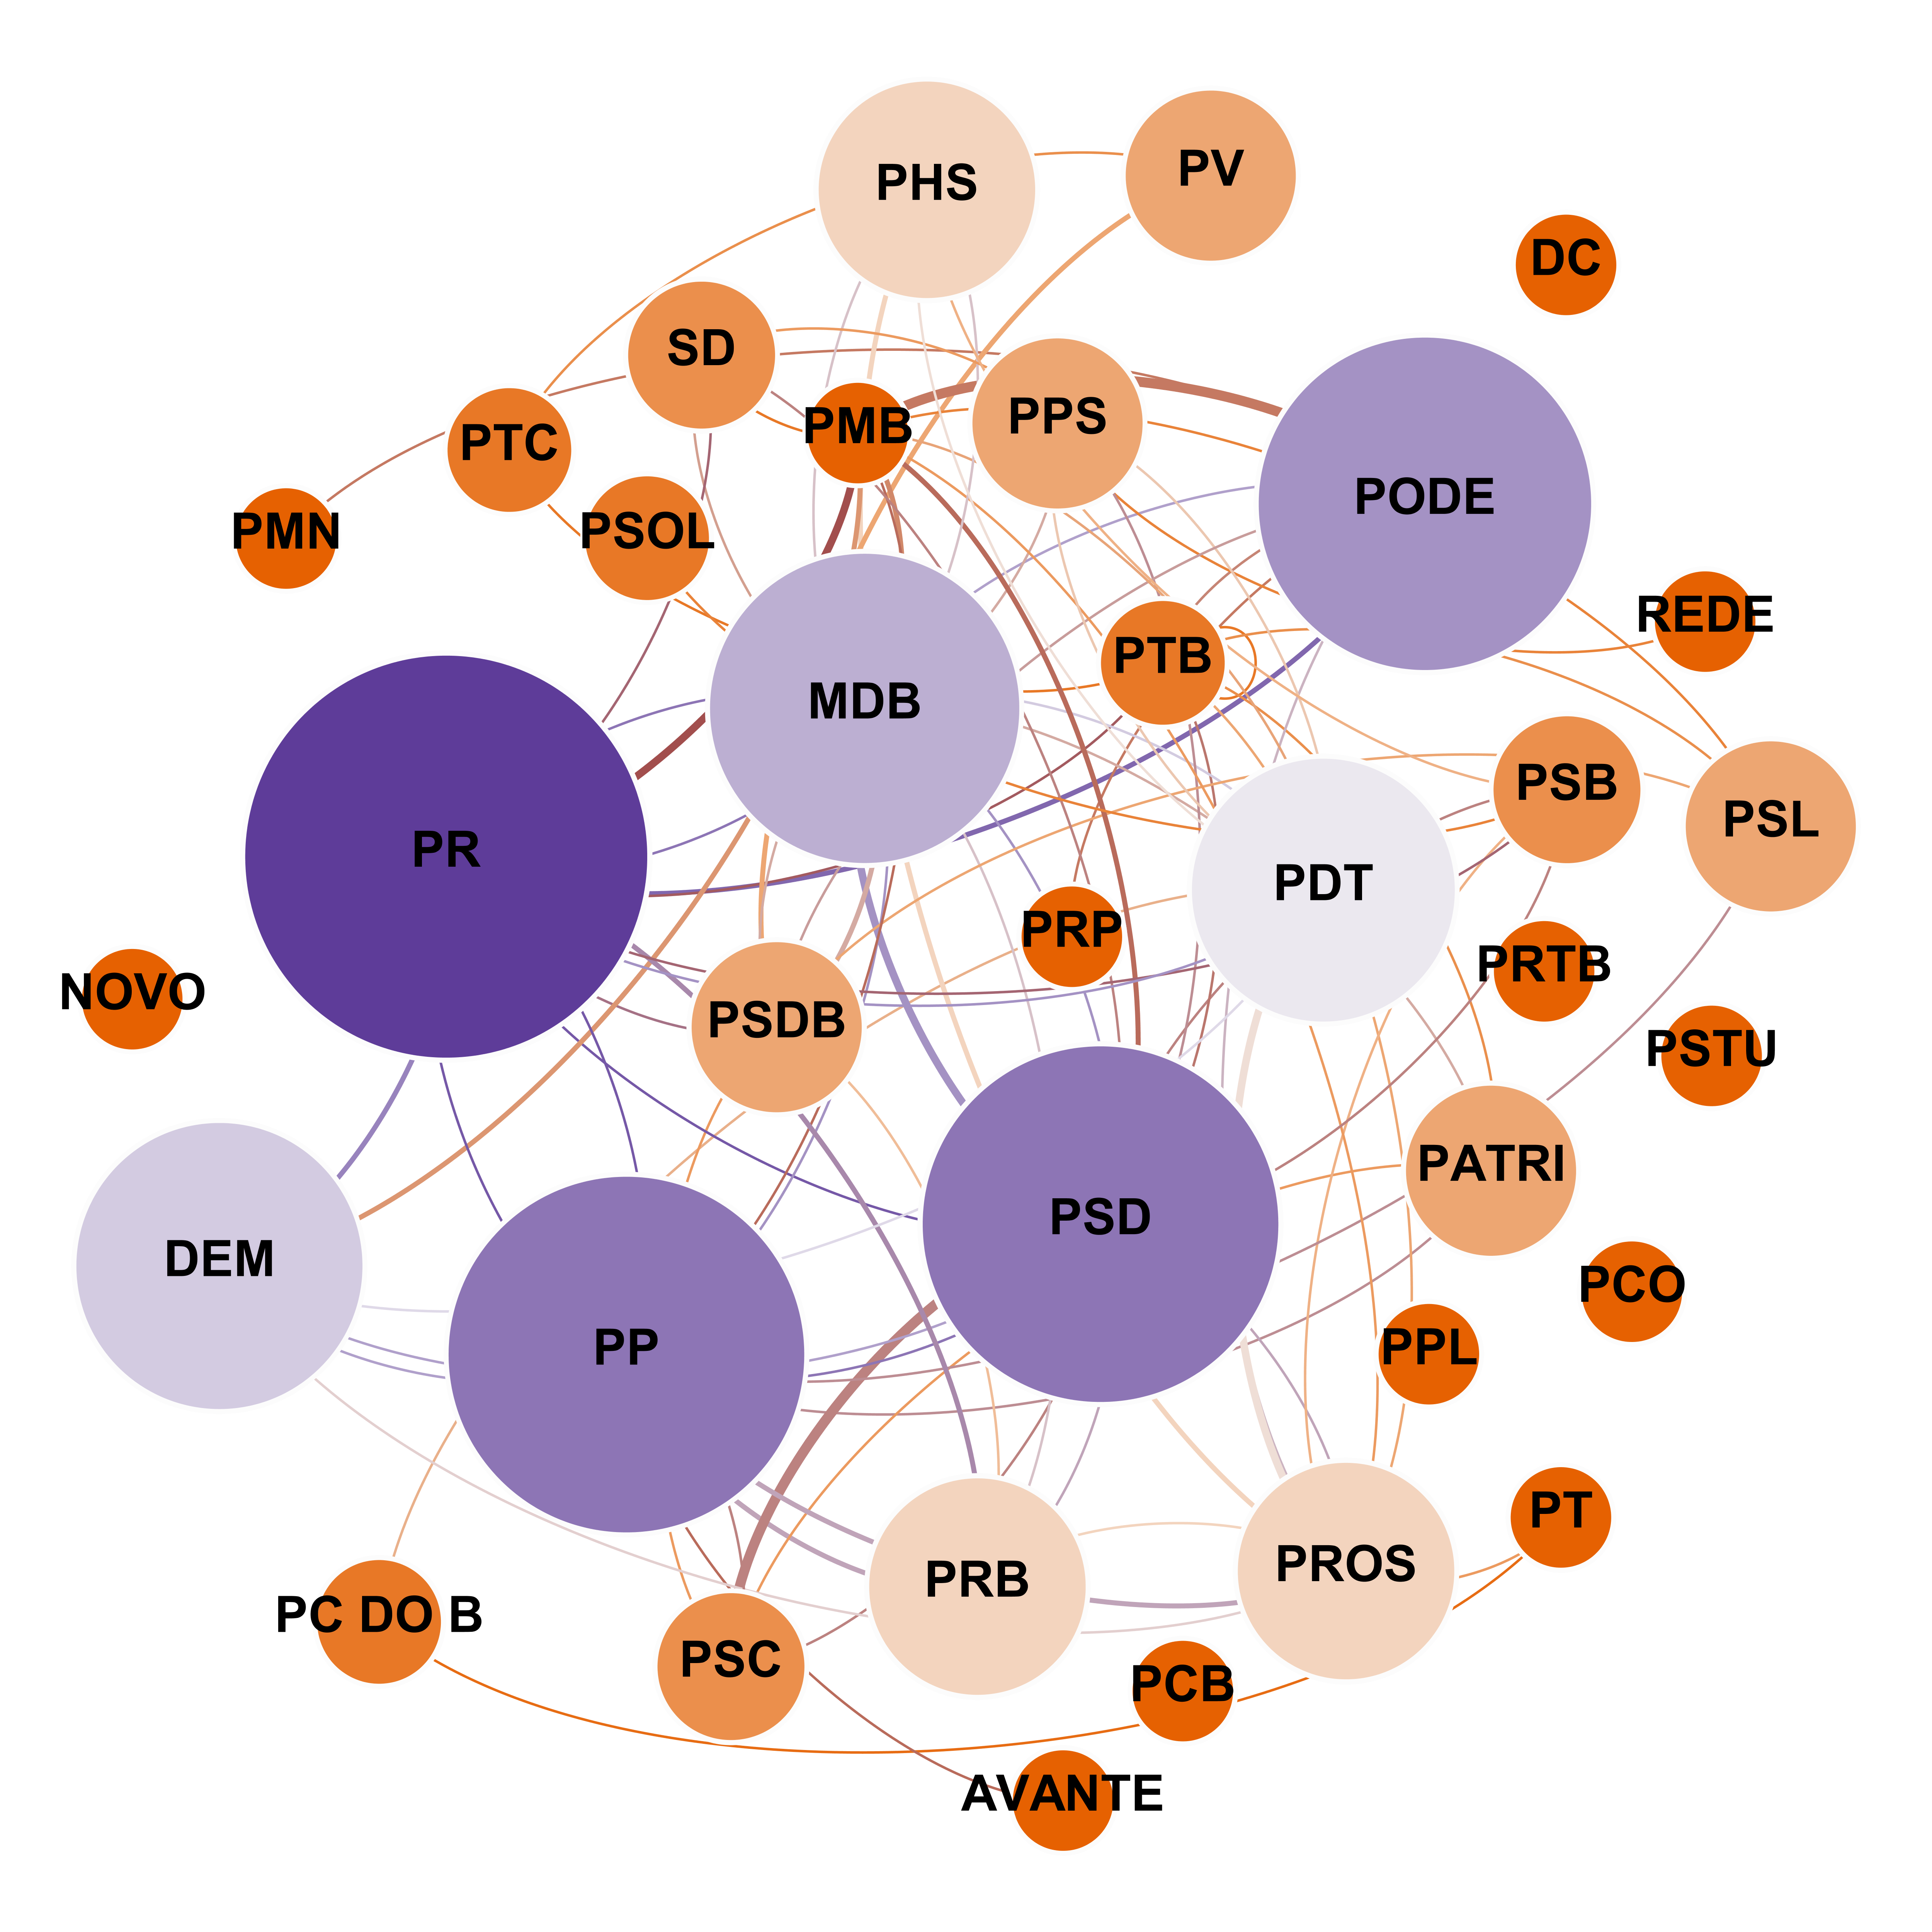 PHS
PV
DC
SD
PPS
PMB
PTC
PODE
PMN
PSOL
REDE
PTB
MDB
PSB
PSL
PR
PDT
PRP
PRTB
NOVO
PSDB
PSTU
PATRI
PSD
DEM
PCO
PP
PPL
PT
PROS
PRB
PC DO B
PSC
PCB
AVANTE